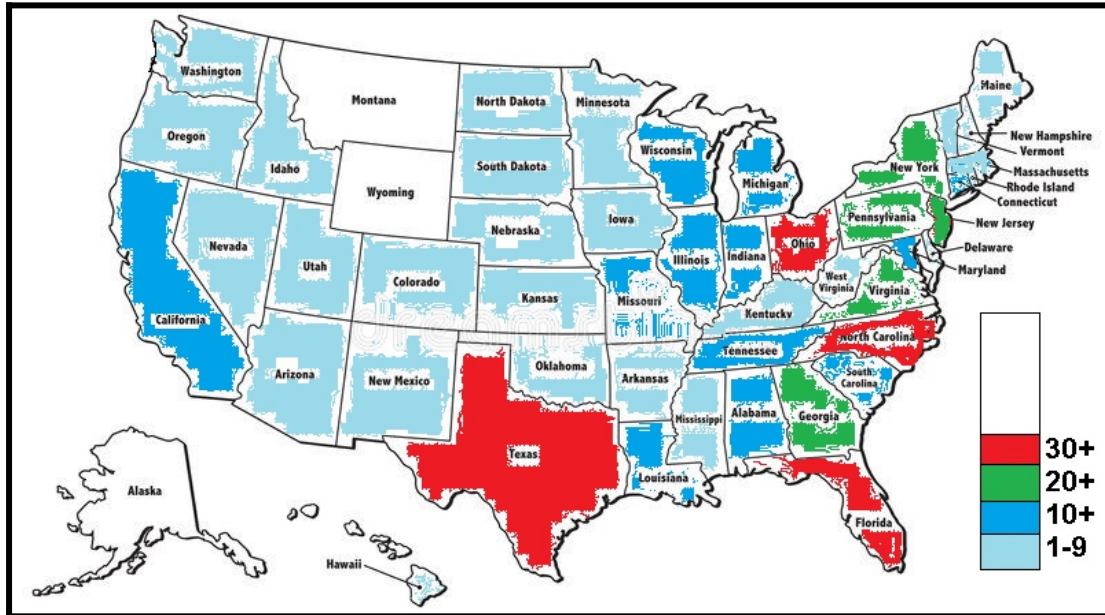 Washington
Montana
North Dakota
Minnesota
Maine
Oregon
Idaho
South Dakota
Wisconsin
Michigan
New York
New Hampshire
Vermont
Massachusetts
Rhode Island
Connecticut
Wyoming
Nebraska
Iowa
Pennsylvania
New Jersey
Nevada
Utah
Colorado
Kansas
Illinois
Indiana
Ohio
Delaware
Maryland
West
Virginia
Virginia
Missouri
Kentucky
California
Arizona
New Mexico
Oklahoma
Arkansas
Tennessee
North Carolina
South
Carolina
Mississippi
Alabama
Georgia
Texas
Louisiana
Florida
Alaska
Hawaii
30+
20+
10+
1-9